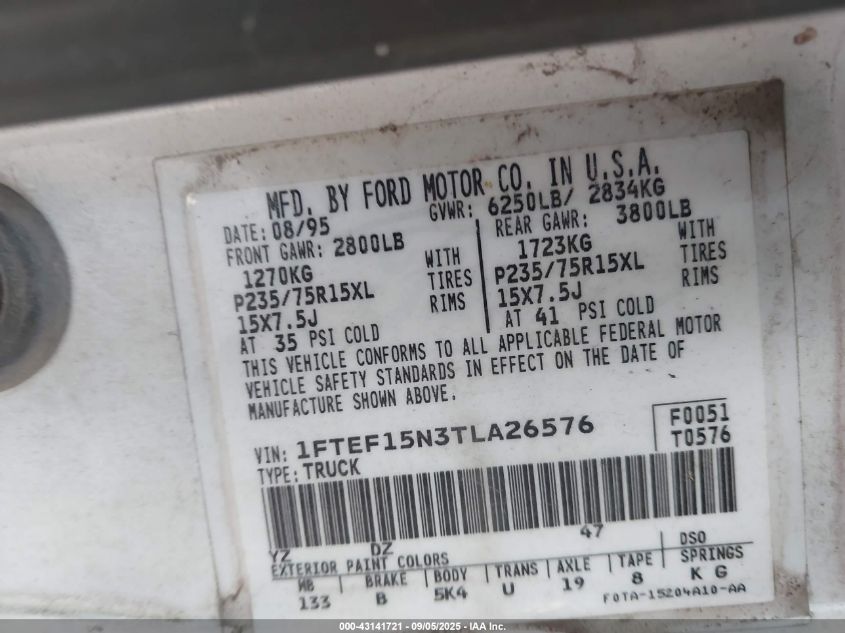 MFD. BY FORD MOTOR CO. IN U.S.A.
DATE: 08/95 GVWR: 6250LB/ 2834KG
FRONT GAWR: 2800LB REAR GAWR: 3800LB
1270KG WITH 1723KG WITH
P235/75R15XL TIRES P235/75R15XL TIRES
15X7.5J RIMS 15X7.5J RIMS
AT 35 PSI COLD AT 41 PSI COLD
THIS VEHICLE CONFORMS TO ALL APPLICABLE FEDERAL MOTOR
VEHICLE SAFETY STANDARDS IN EFFECT ON THE DATE OF
MANUFACTURE SHOWN ABOVE.
VIN: 1FTEF15N3TLA26576 F0051
TYPE: TRUCK T0576
YZ DZ 47 DSO
EXTERIOR PAINT COLORS
WB BRAKE BODY TRANS AXLE TAPE SPRINGS
133 B 5K4 U 19 8 K G
F0TA-15204A10-AA
000-43141721 - 09/05/2025 - IAA, Inc.